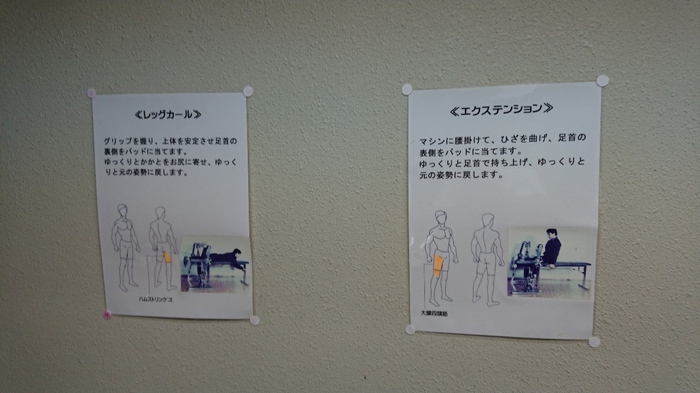 ≪レッグカール≫
グリップを握り、上体を安定させ足首の
裏側をパッドに当てます。
ゆっくりとかかとをお尻に寄せ、ゆっく
りと元の姿勢に戻します。
ハムストリングス
≪エクステンション≫
マシンに腰掛けて、ひざを曲げ、足首の
表側をパッドに当てます。
ゆっくりと足首で持ち上げ、ゆっくりと
元の姿勢に戻します。
大腿四頭筋